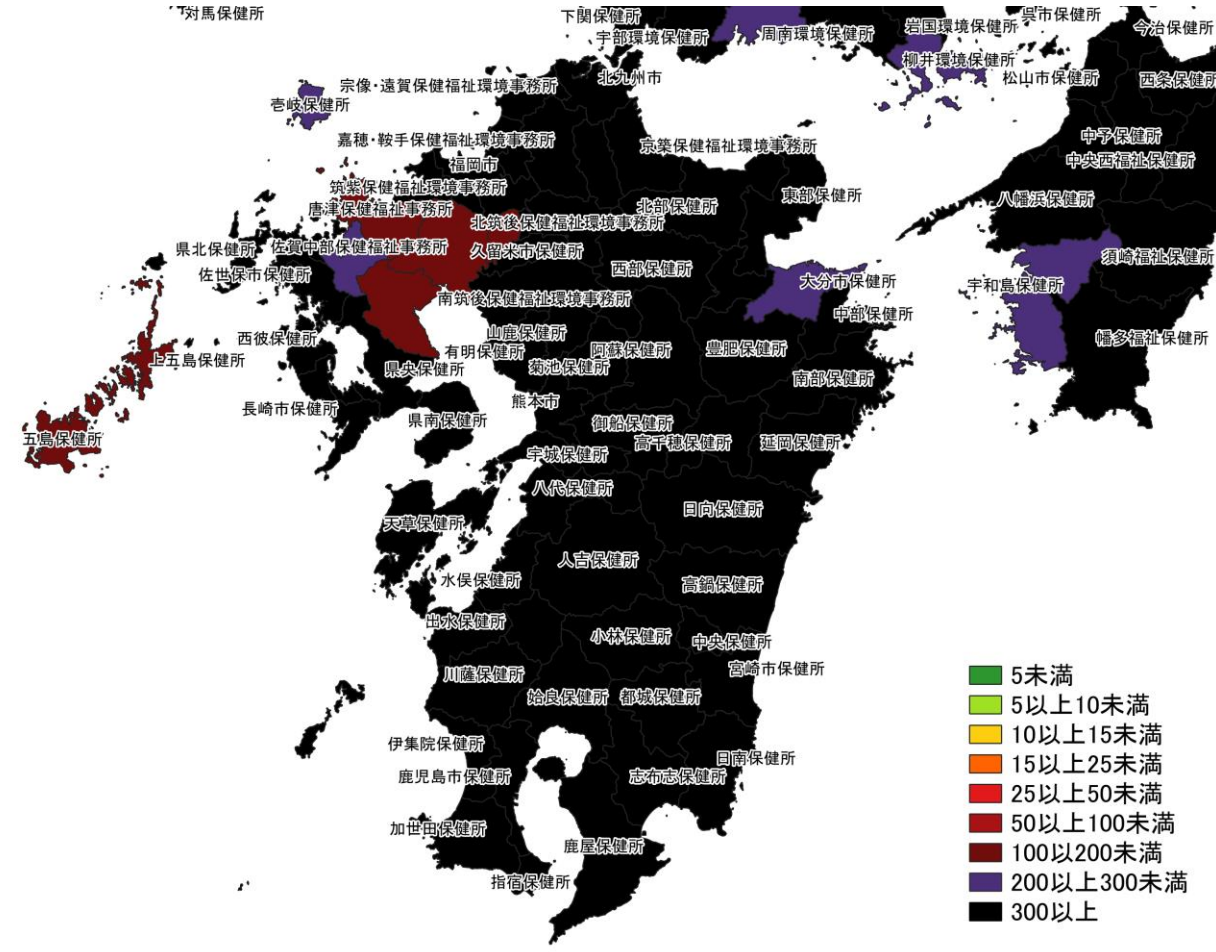 対馬保健所
下関保健所
宇部環境保健所
周南環境保健所
岩国環境保健所
呉市保健所
今治保健所
柳井環境保健所
松山市保健所
西条保健所
北九州市
宗像・遠賀保健福祉環境事務所
壱岐保健所
嘉穂・鞍手保健福祉環境事務所
京築保健福祉環境事務所
中予保健所
福岡市
中央西福祉保健所
筑紫保健福祉環境事務所
東部保健所
八幡浜保健所
唐津保健福祉事務所
北部保健所
北筑後保健福祉環境事務所
県北保健所
佐賀中部保健福祉事務所
久留米市保健所
須崎福祉保健所
佐世保市保健所
西部保健所
大分市保健所
宇和島保健所
南筑後保健福祉環境事務所
中部保健所
西彼保健所
山鹿保健所
幡多福祉保健所
有明保健所
阿蘇保健所
豊肥保健所
上五島保健所
県央保健所
菊池保健所
南部保健所
長崎市保健所
熊本市
県南保健所
御船保健所
五島保健所
高千穂保健所
延岡保健所
宇城保健所
八代保健所
日向保健所
天草保健所
人吉保健所
水俣保健所
高鍋保健所
出水保健所
小林保健所
中央保健所
川薩保健所
宮崎市保健所
姶良保健所
都城保健所
伊集院保健所
日南保健所
鹿児島市保健所
志布志保健所
加世田保健所
鹿屋保健所
指宿保健所
5未満
5以上10未満
10以上15未満
15以上25未満
25以上50未満
50以上100未満
100以200未満
200以上300未満
300以上